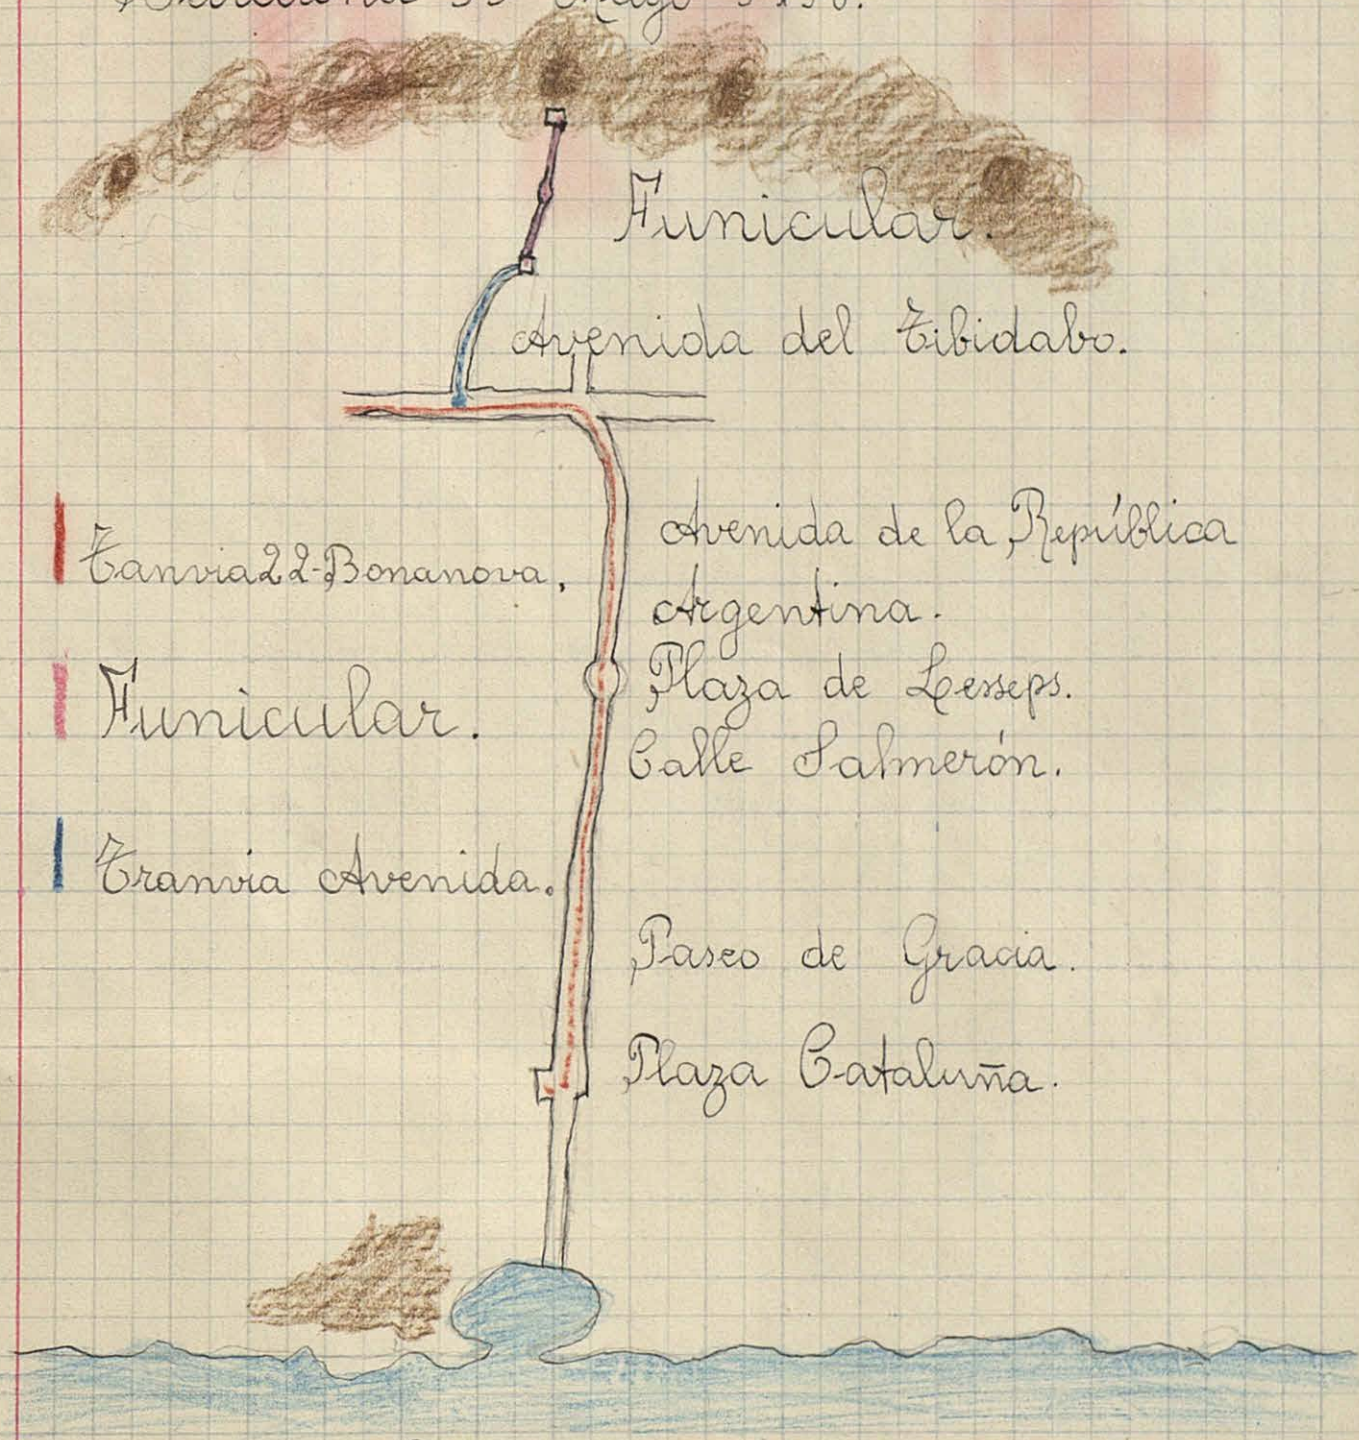 Funicular.
Avenida del Tibidabo.
Avenida de la República
Argentina.
Tanvia 22-Bonanova,
Plaza de Lesseps.
Funicular.
Calle Salmerón.
Tranvia Avenida.
Paseo de Gracia.
Plaza Cataluña.